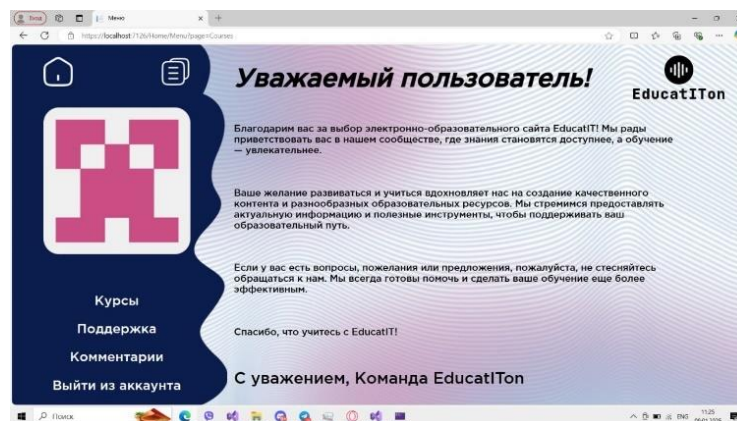 Вход
Меню
https://localhost:7126/Home/Menu?page=Courses
Уважаемый пользователь!
EducatITon
Благодарим вас за выбор электронно-образовательного сайта EducatIT! Мы рады
приветствовать вас в нашем сообществе, где знания становятся доступнее, а обучение
— увлекательнее.
Ваше желание развиваться и учиться вдохновляет нас на создание качественного
контента и разнообразных образовательных ресурсов. Мы стремимся предоставлять
актуальную информацию и полезные инструменты, чтобы поддерживать ваш
образовательный путь.
Если у вас есть вопросы, пожелания или предложения, пожалуйста, не стесняйтесь
обращаться к нам. Мы всегда готовы помочь и сделать ваше обучение еще более
эффективным.
Спасибо, что учитесь с EducatIT!
С уважением, Команда EducatITon
Курсы
Поддержка
Комментарии
Выйти из аккаунта
Поиск
ENG
11:25